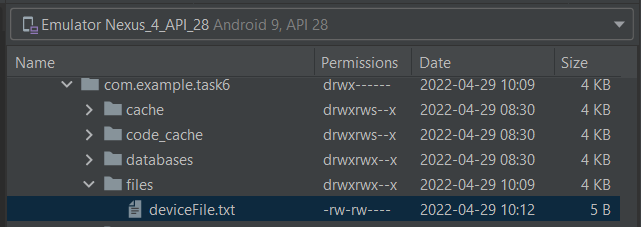 Emulator Nexus_4_API_28 Android 9, API 28
Name Permissions Date Size
com.example.task6 drwx------ 2022-04-29 10:09 4 KB
cache drwxrws--x 2022-04-29 08:30 4 KB
code_cache drwxrws--x 2022-04-29 08:30 4 KB
databases drwxrwx--x 2022-04-29 08:30 4 KB
files drwxrwx--x 2022-04-29 10:09 4 KB
deviceFile.txt -rw-rw---- 2022-04-29 10:12 5 B